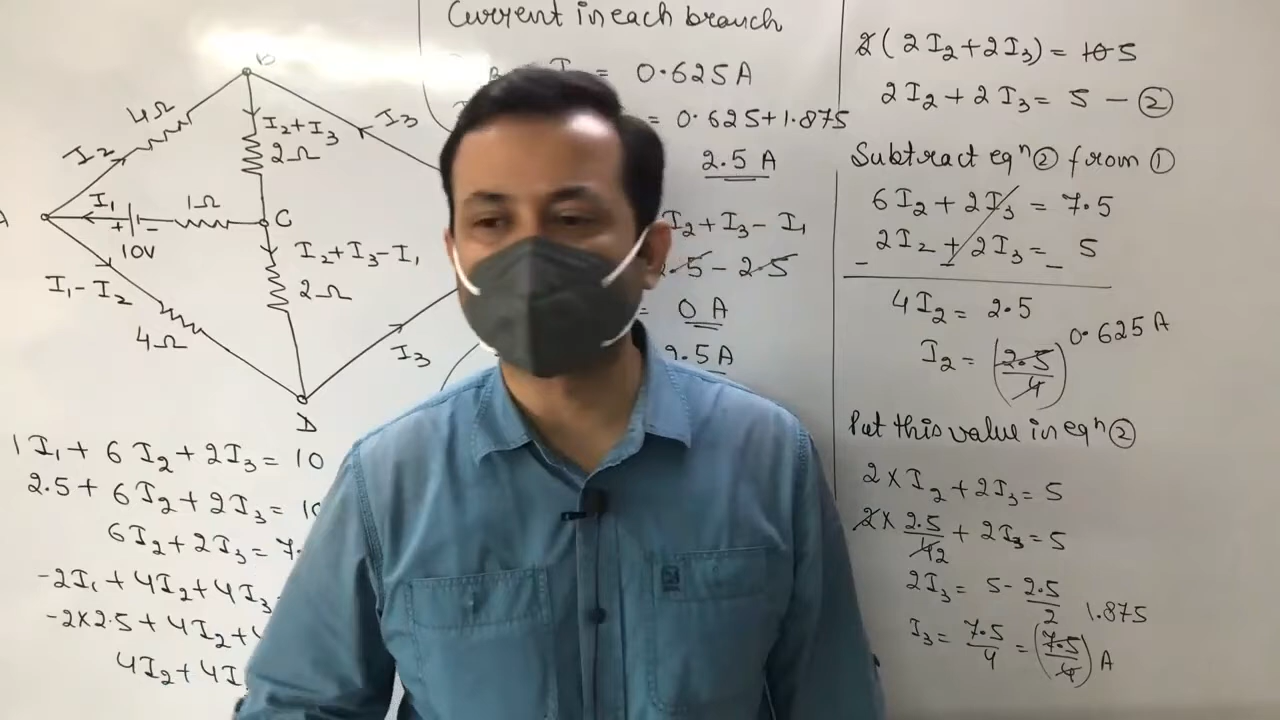 Current in each branch
B
4Ω
I₂
I₂+I₃
2Ω
I₃
A
I₁
+ -
10V
1Ω
C
I₂+I₃-I₁
2Ω
I₁-I₂
4Ω
I₃
D
1I₁ + 6I₂ + 2I₃ = 10
2.5 + 6I₂ + 2I₃ =
6I₂ + 2I₃ = 7.
-2I₁ + 4I₂ + 4I₃
-2×2.5 + 4I₂ +
4I₂ + 4I
= 0.625 A
= 0.625+1.875
2.5 A
I₂+I₃-I₁
2.5 - 2.5
= 0 A
2.5 A
2(2I₂+2I₃) = 10 5
2I₂ + 2I₃ = 5 - ②
Subtract eqⁿ② from ①
6I₂ + 2I₃ = 7.5
2I₂ + 2I₃ = 5
- - -
4I₂ = 2.5
I₂ = (2.5/4) 0.625 A
Put this value in eqⁿ②
2 × I₂ + 2I₃ = 5
2 × 2.5/4 2 + 2I₃ = 5
2I₃ = 5 - 2.5/2
I₃ = 7.5/4 = (7.5/4) 1.875 A